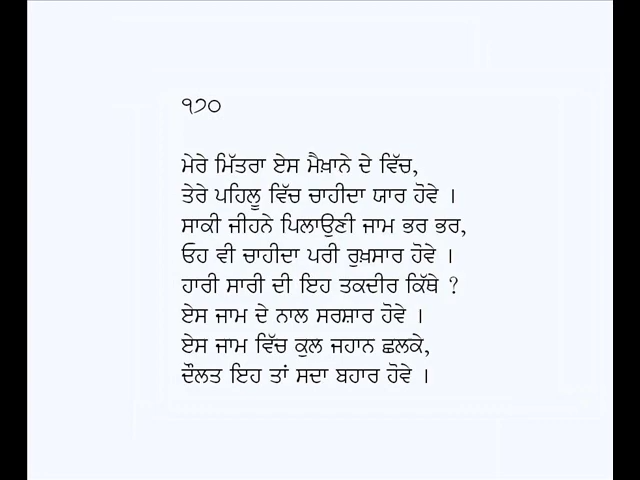 ੧੭੦
ਮੇਰੇ ਮਿੱਤਰਾ ਏਸ ਮੈਖ਼ਾਨੇ ਦੇ ਵਿੱਚ,
ਤੇਰੇ ਪਹਿਲੂ ਵਿੱਚ ਚਾਹੀਦਾ ਯਾਰ ਹੋਵੇ ।
ਸਾਕੀ ਜੀਹਨੇ ਪਿਲਾਉਣੀ ਜਾਮ ਭਰ ਭਰ,
ਓਹ ਵੀ ਚਾਹੀਦਾ ਪਰੀ ਰੁਖ਼ਸਾਰ ਹੋਵੇ ।
ਹਾਰੀ ਸਾਰੀ ਦੀ ਇਹ ਤਕਦੀਰ ਕਿੱਥੇ ?
ਏਸ ਜਾਮ ਦੇ ਨਾਲ ਸਰਸ਼ਾਰ ਹੋਵੇ ।
ਏਸ ਜਾਮ ਵਿੱਚ ਕੁਲ ਜਹਾਨ ਛਲਕੇ,
ਦੌਲਤ ਇਹ ਤਾਂ ਸਦਾ ਬਹਾਰ ਹੋਵੇ ।